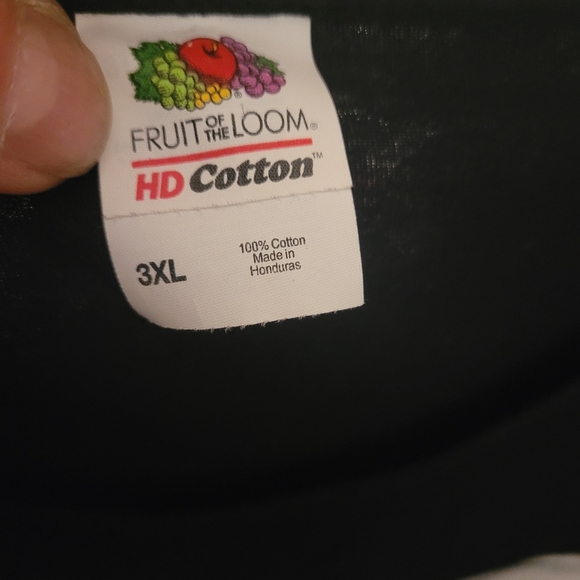 FRUIT OF THE LOOM®
HD Cotton™
3XL
100% Cotton
Made in
Honduras